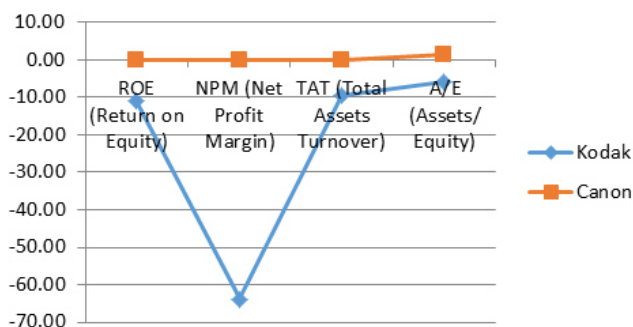 10.00
0.00
-10.00
-20.00
-30.00
-40.00
-50.00
-60.00
-70.00
ROE
(Return on
Equity)
NPM (Net
Profit
Margin)
TAT (Total
Assets
Turnover)
A/E
(Assets/
Equity)
Kodak
Canon